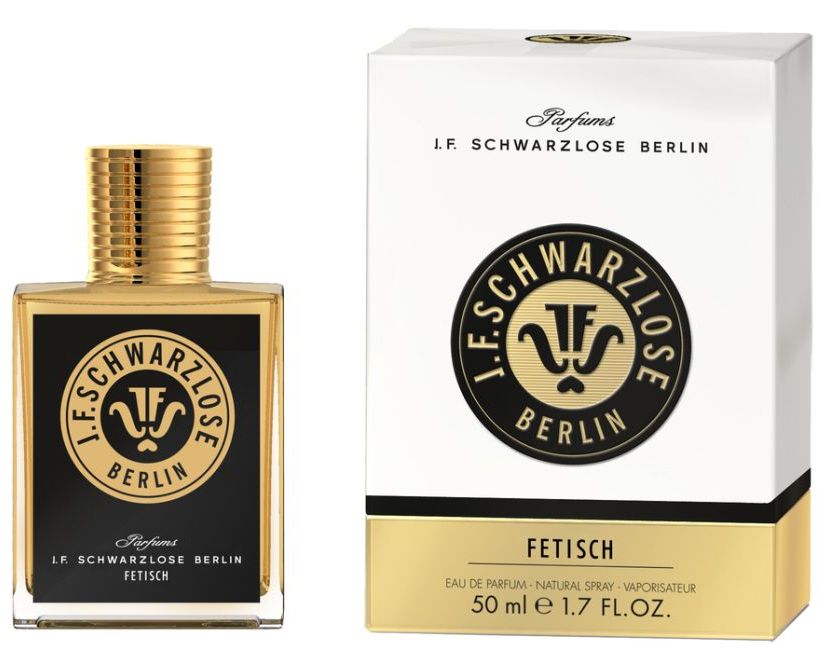 J.F.SCHWARZLOSE
BERLIN
Parfums
J.F. SCHWARZLOSE BERLIN
FETISCH
Parfums
J.F. SCHWARZLOSE BERLIN
J.F.SCHWARZLOSE
BERLIN
FETISCH
EAU DE PARFUM · NATURAL SPRAY · VAPORISATEUR
50 ml ℮ 1.7 FL.OZ.